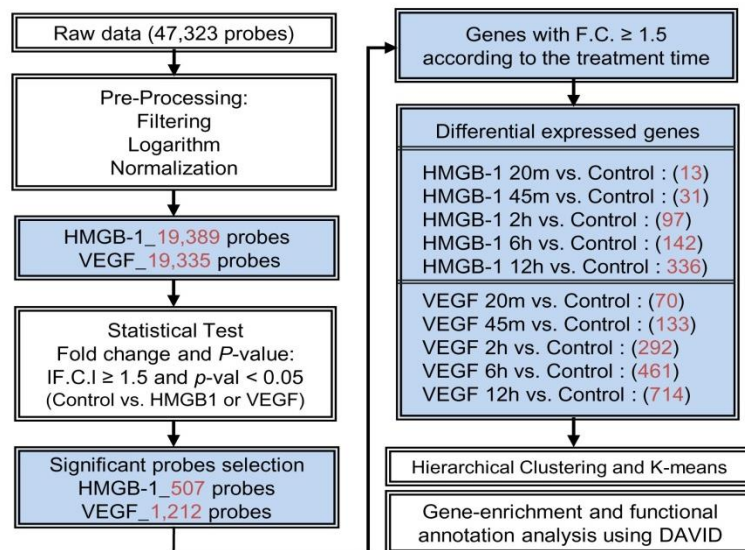 Raw data (47,323 probes)
Pre-Processing:
Filtering
Logarithm
Normalization
HMGB-1_19,389 probes
VEGF_19,335 probes
Statistical Test
Fold change and P-value:
IF.C.I ≥ 1.5 and p-val < 0.05
(Control vs. HMGB1 or VEGF)
Significant probes selection
HMGB-1_507 probes
VEGF_1,212 probes
Genes with F.C. ≥ 1.5
according to the treatment time
Differential expressed genes
HMGB-1 20m vs. Control : (13)
HMGB-1 45m vs. Control : (31)
HMGB-1 2h vs. Control : (97)
HMGB-1 6h vs. Control : (142)
HMGB-1 12h vs. Control : 336)
VEGF 20m vs. Control : (70)
VEGF 45m vs. Control : (133)
VEGF 2h vs. Control : (292)
VEGF 6h vs. Control : (461)
VEGF 12h vs. Control : (714)
Hierarchical Clustering and K-means
Gene-enrichment and functional
annotation analysis using DAVID